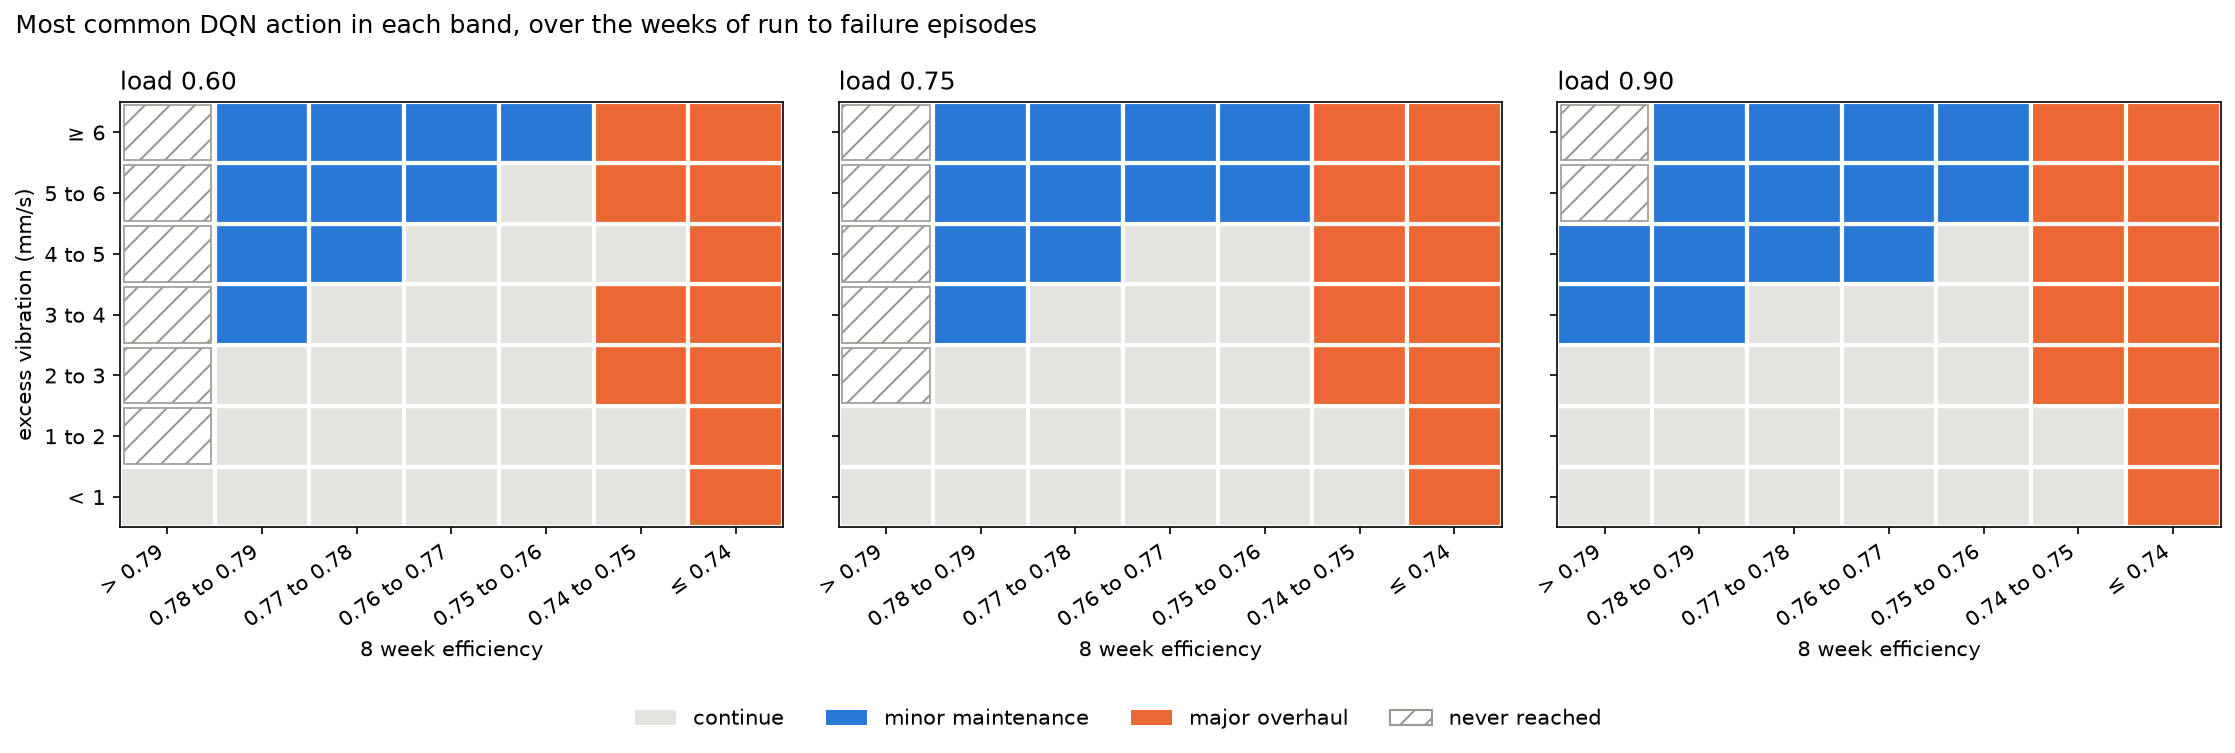 Most common DQN action in each band, over the weeks of run to failure episodes
load 0.60
load 0.75
load 0.90
excess vibration (mm/s)
≥ 6
5 to 6
4 to 5
3 to 4
2 to 3
1 to 2
< 1
> 0.79
0.78 to 0.79
0.77 to 0.78
0.76 to 0.77
0.75 to 0.76
0.74 to 0.75
≤ 0.74
> 0.79
0.78 to 0.79
0.77 to 0.78
0.76 to 0.77
0.75 to 0.76
0.74 to 0.75
≤ 0.74
> 0.79
0.78 to 0.79
0.77 to 0.78
0.76 to 0.77
0.75 to 0.76
0.74 to 0.75
≤ 0.74
8 week efficiency
8 week efficiency
8 week efficiency
continue
minor maintenance
major overhaul
never reached